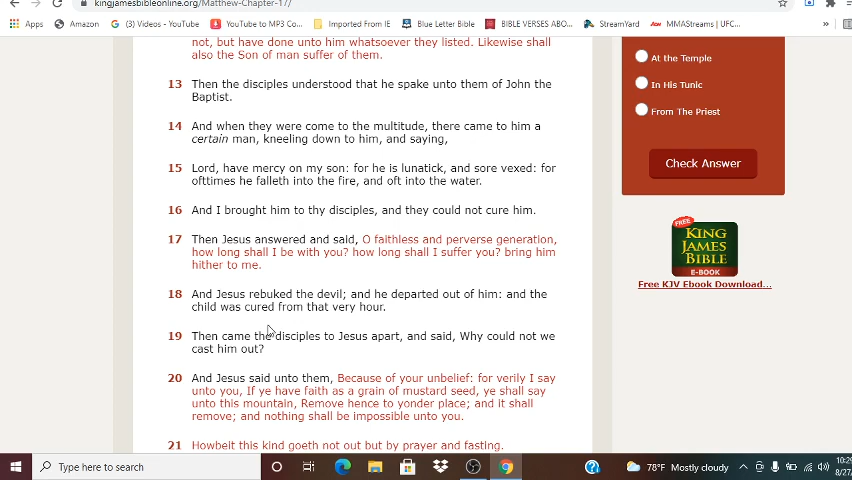 kingjamesbibleonline.org/Matthew-Chapter-17/
Apps
Amazon
(3) Videos - YouTube
YouTube to MP3 Co...
Imported From IE
Blue Letter Bible
BIBLE VERSES ABO...
StreamYard
MMAStreams | UFC...
»
not, but have done unto him whatsoever they listed. Likewise shall
also the Son of man suffer of them.
13 Then the disciples understood that he spake unto them of John the
Baptist.
14 And when they were come to the multitude, there came to him a
certain man, kneeling down to him, and saying,
15 Lord, have mercy on my son: for he is lunatick, and sore vexed: for
ofttimes he falleth into the fire, and oft into the water.
16 And I brought him to thy disciples, and they could not cure him.
17 Then Jesus answered and said, O faithless and perverse generation,
how long shall I be with you? how long shall I suffer you? bring him
hither to me.
18 And Jesus rebuked the devil; and he departed out of him: and the
child was cured from that very hour.
19 Then came the disciples to Jesus apart, and said, Why could not we
cast him out?
20 And Jesus said unto them, Because of your unbelief: for verily I say
unto you, If ye have faith as a grain of mustard seed, ye shall say
unto this mountain, Remove hence to yonder place; and it shall
remove; and nothing shall be impossible unto you.
21 Howbeit this kind goeth not out but by prayer and fasting.
At the Temple
In His Tunic
From The Priest
Check Answer
FREE
KING
JAMES
BIBLE
E-BOOK
Free KJV Ebook Download...
Type here to search
78°F Mostly cloudy